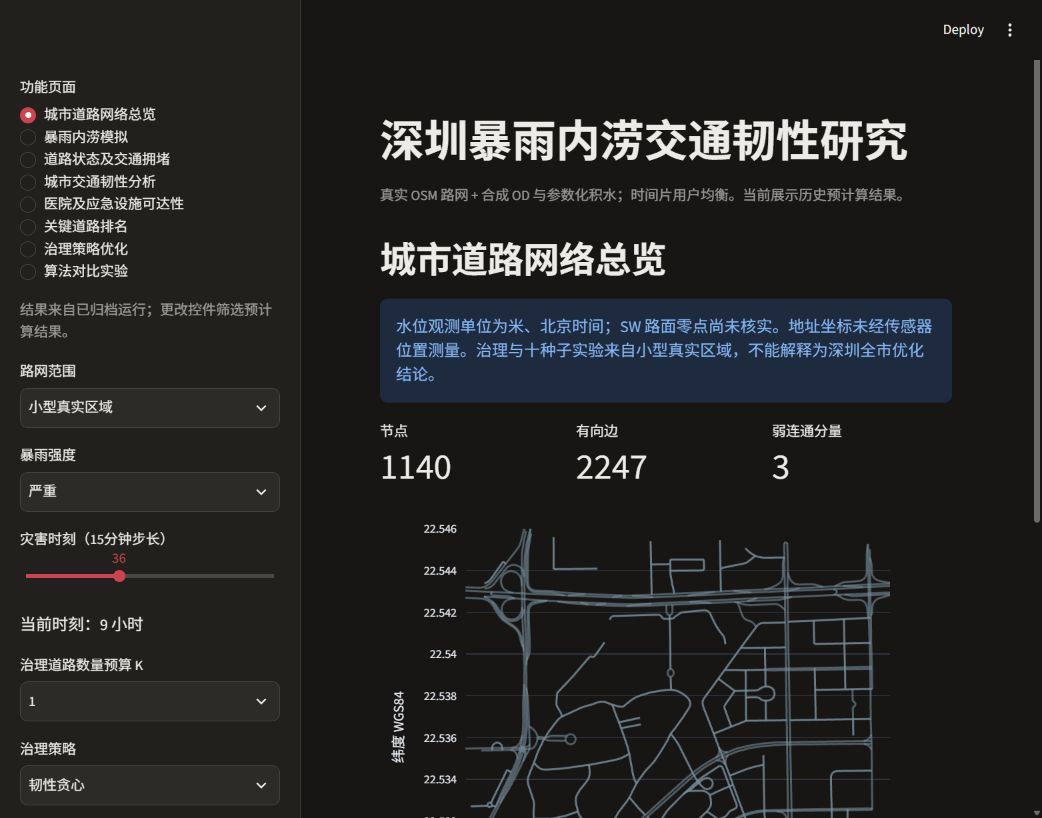 Deploy
功能页面
城市道路网络总览
暴雨内涝模拟
道路状态及交通拥堵
城市交通韧性分析
医院及应急设施可达性
关键道路排名
治理策略优化
算法对比实验
结果来自已归档运行；更改控件筛选预计
算结果。
路网范围
小型真实区域
暴雨强度
严重
灾害时刻（15分钟步长）
36
当前时刻：9 小时
治理道路数量预算 K
1
治理策略
韧性贪心
深圳暴雨内涝交通韧性研究
真实 OSM 路网 + 合成 OD 与参数化积水；时间片用户均衡。当前展示历史预计算结果。
城市道路网络总览
水位观测单位为米、北京时间；SW 路面零点尚未核实。地址坐标未经传感器
位置测量。治理与十种子实验来自小型真实区域，不能解释为深圳全市优化
结论。
节点
1140
有向边
2247
弱连通分量
3
22.546
22.544
22.542
22.54
22.538
22.536
22.534
纬度 WGS84